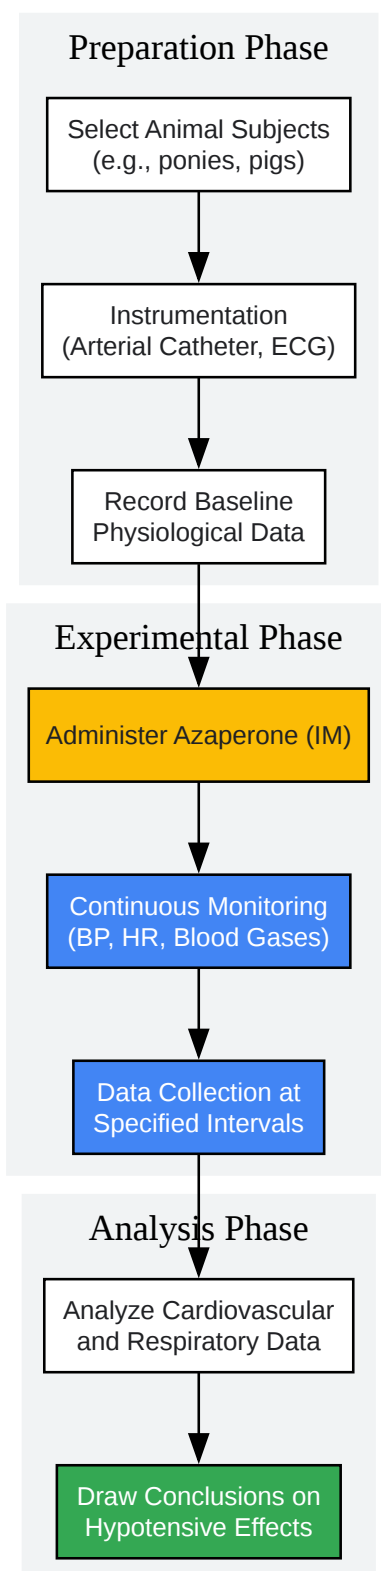 Preparation Phase
Select Animal Subjects
(e.g., ponies, pigs)
Instrumentation
(Arterial Catheter, ECG)
Record Baseline
Physiological Data
Experimental Phase
Administer Azaperone (IM)
Continuous Monitoring
(BP, HR, Blood Gases)
Data Collection at
Specified Intervals
Analysis Phase
Analyze Cardiovascular
and Respiratory Data
Draw Conclusions on
Hypotensive Effects